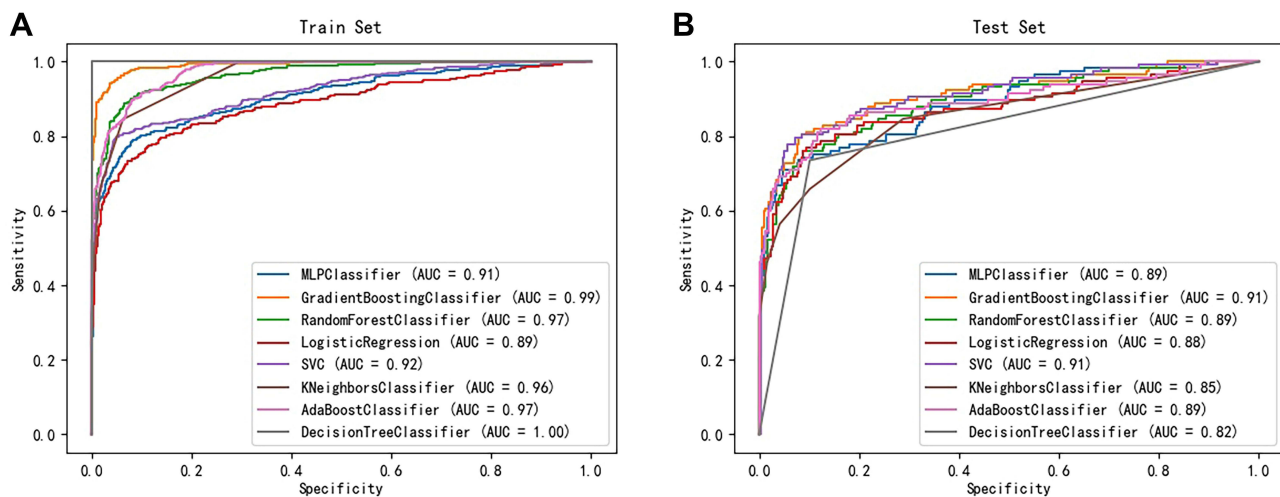 A
Train Set
1.0
0.8
0.6
0.4
0.2
0.0
Sensitivity
MLPClassifier (AUC = 0.91)
GradientBoostingClassifier (AUC = 0.99)
RandomForestClassifier (AUC = 0.97)
LogisticRegression (AUC = 0.89)
SVC (AUC = 0.92)
KNeighborsClassifier (AUC = 0.96)
AdaBoostClassifier (AUC = 0.97)
DecisionTreeClassifier (AUC = 1.00)
0.0 0.2 0.4 0.6 0.8 1.0
Specificity
B
Test Set
1.0
0.8
0.6
0.4
0.2
0.0
Sensitivity
MLPClassifier (AUC = 0.89)
GradientBoostingClassifier (AUC = 0.91)
RandomForestClassifier (AUC = 0.89)
LogisticRegression (AUC = 0.88)
SVC (AUC = 0.91)
KNeighborsClassifier (AUC = 0.85)
AdaBoostClassifier (AUC = 0.89)
DecisionTreeClassifier (AUC = 0.82)
0.0 0.2 0.4 0.6 0.8 1.0
Specificity